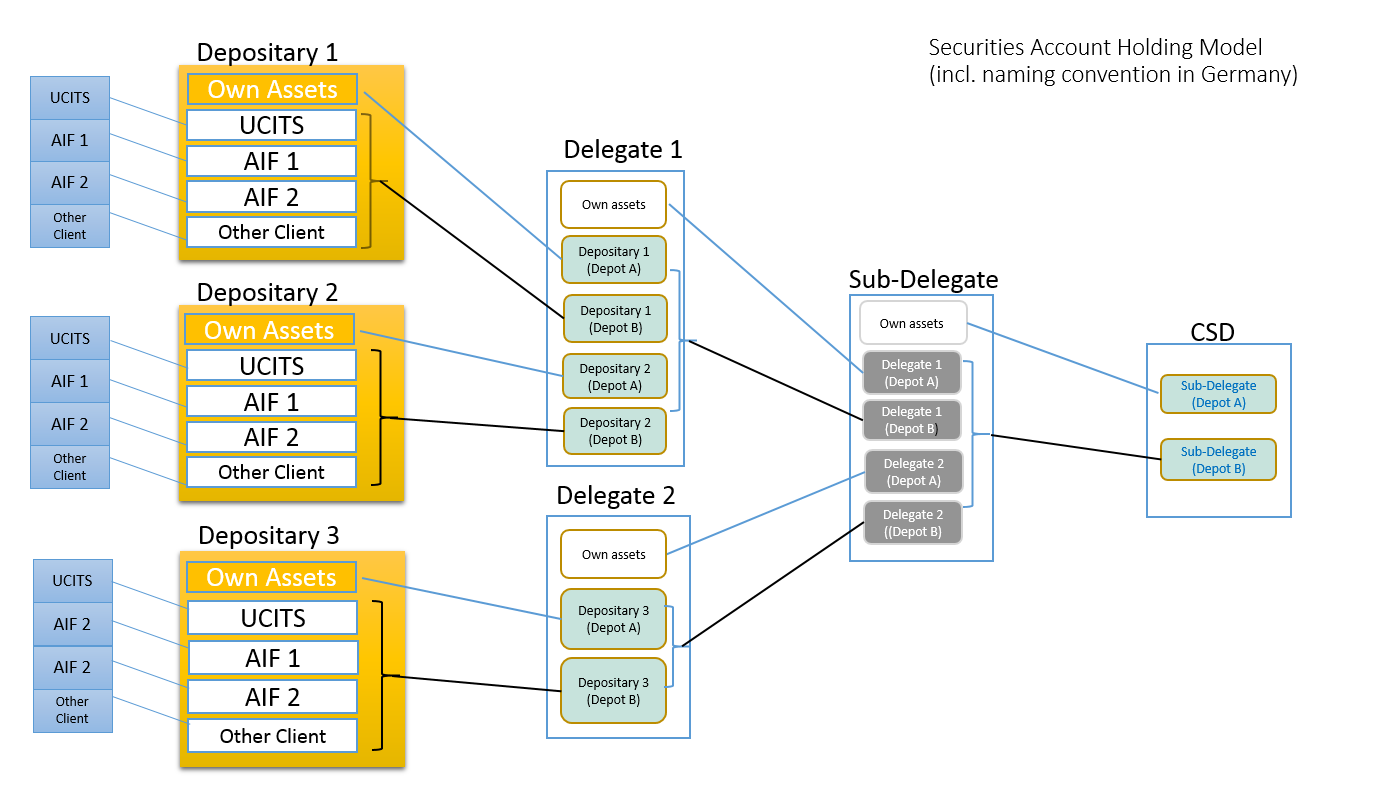 Securities Account Holding Model
(incl. naming convention in Germany)
Depositary 1
UCITS
AIF 1
AIF 2
Other
Client
Own Assets
UCITS
AIF 1
AIF 2
Other Client
Depositary 2
UCITS
AIF 1
AIF 2
Other
Client
Own Assets
UCITS
AIF 1
AIF 2
Other Client
Depositary 3
UCITS
AIF 2
AIF 2
Other
Client
Own Assets
UCITS
AIF 1
AIF 2
Other Client
Delegate 1
Own assets
Depositary 1
(Depot A)
Depositary 1
(Depot B)
Depositary 2
(Depot A)
Depositary 2
(Depot B)
Delegate 2
Own assets
Depositary 3
(Depot A)
Depositary 3
(Depot B)
Sub-Delegate
Own assets
Delegate 1
(Depot A)
Delegate 1
(Depot B)
Delegate 2
(Depot A)
Delegate 2
((Depot B)
CSD
Sub-Delegate
(Depot A)
Sub-Delegate
(Depot B)